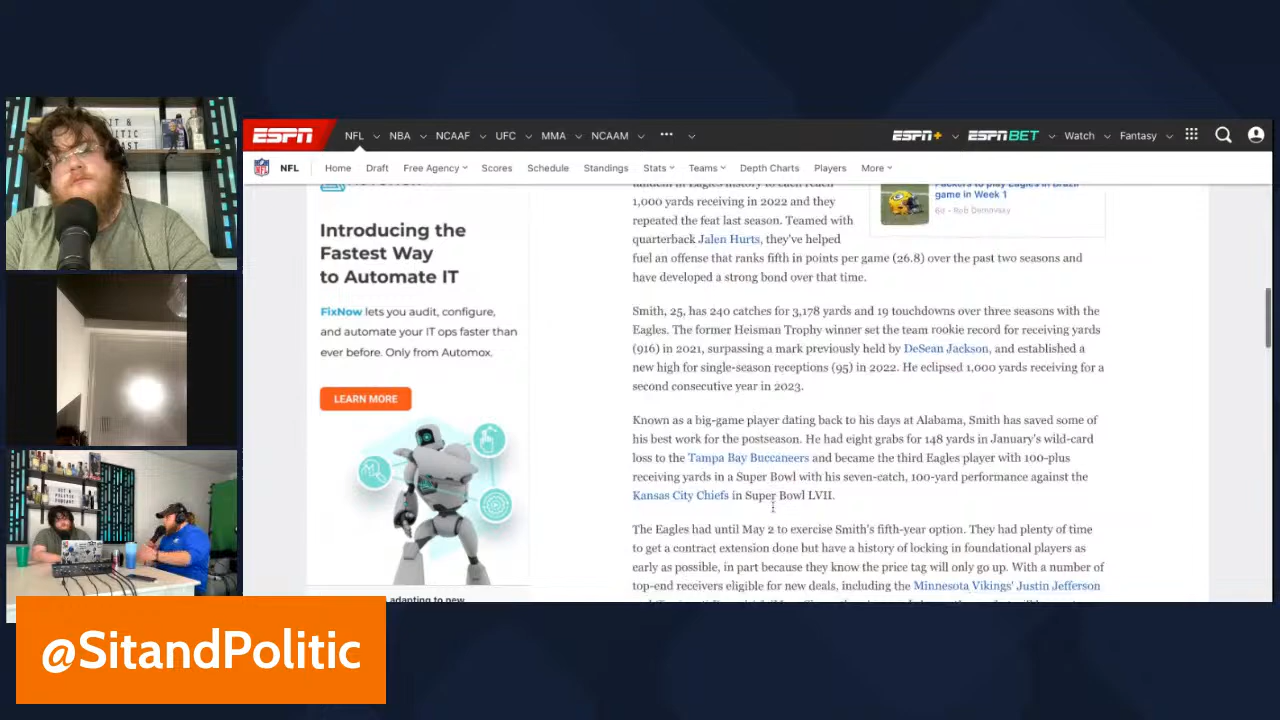 ESPN
NFL
NBA
NCAAF
UFC
MMA
NCAAM
ESPN+
ESPN BET
Watch
Fantasy
NFL
Home
Draft
Free Agency
Scores
Schedule
Standings
Stats
Teams
Depth Charts
Players
More
Introducing the
Fastest Way
to Automate IT
FixNow lets you audit, configure,
and automate your IT ops faster than
ever before. Only from Automox.
LEARN MORE
adapting to new
tandem in Eagles history to each reach
1,000 yards receiving in 2022 and they
repeated the feat last season. Teamed with
quarterback Jalen Hurts, they've helped
fuel an offense that ranks fifth in points per game (26.8) over the past two seasons and
have developed a strong bond over that time.
Smith, 25, has 240 catches for 3,178 yards and 19 touchdowns over three seasons with the
Eagles. The former Heisman Trophy winner set the team rookie record for receiving yards
(916) in 2021, surpassing a mark previously held by DeSean Jackson, and established a
new high for single-season receptions (95) in 2022. He eclipsed 1,000 yards receiving for a
second consecutive year in 2023.
Known as a big-game player dating back to his days at Alabama, Smith has saved some of
his best work for the postseason. He had eight grabs for 148 yards in January's wild-card
loss to the Tampa Bay Buccaneers and became the third Eagles player with 100-plus
receiving yards in a Super Bowl with his seven-catch, 100-yard performance against the
Kansas City Chiefs in Super Bowl LVII.
The Eagles had until May 2 to exercise Smith's fifth-year option. They had plenty of time
to get a contract extension done but have a history of locking in foundational players as
early as possible, in part because they know the price tag will only go up. With a number of
top-end receivers eligible for new deals, including the Minnesota Vikings' Justin Jefferson
Packers to play Eagles in Brazil
game in Week 1
6d - Rob Demovsky
@SitandPolitic